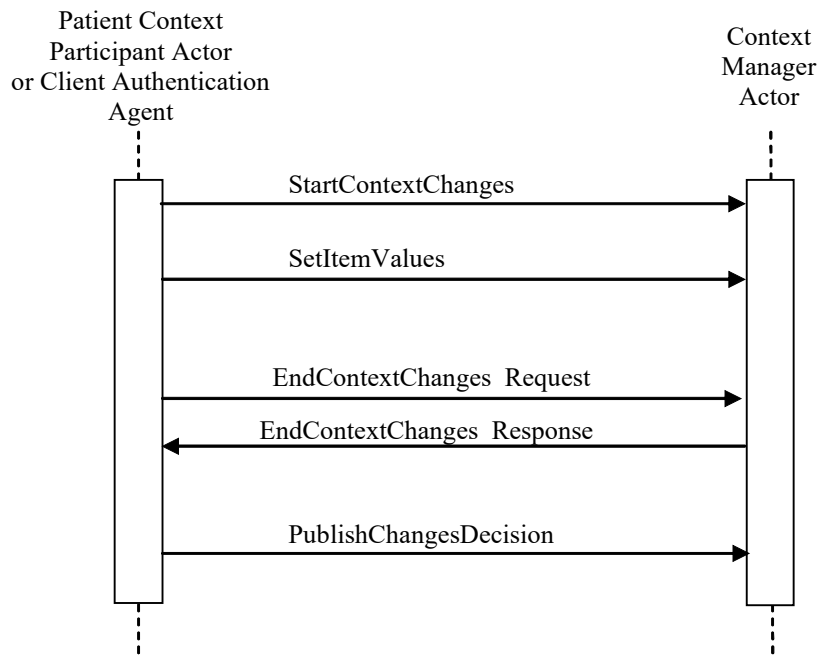 Patient Context
Participant Actor
or Client Authentication
Agent
Context
Manager
Actor
StartContextChanges
SetItemValues
EndContextChanges Request
EndContextChanges Response
PublishChangesDecision